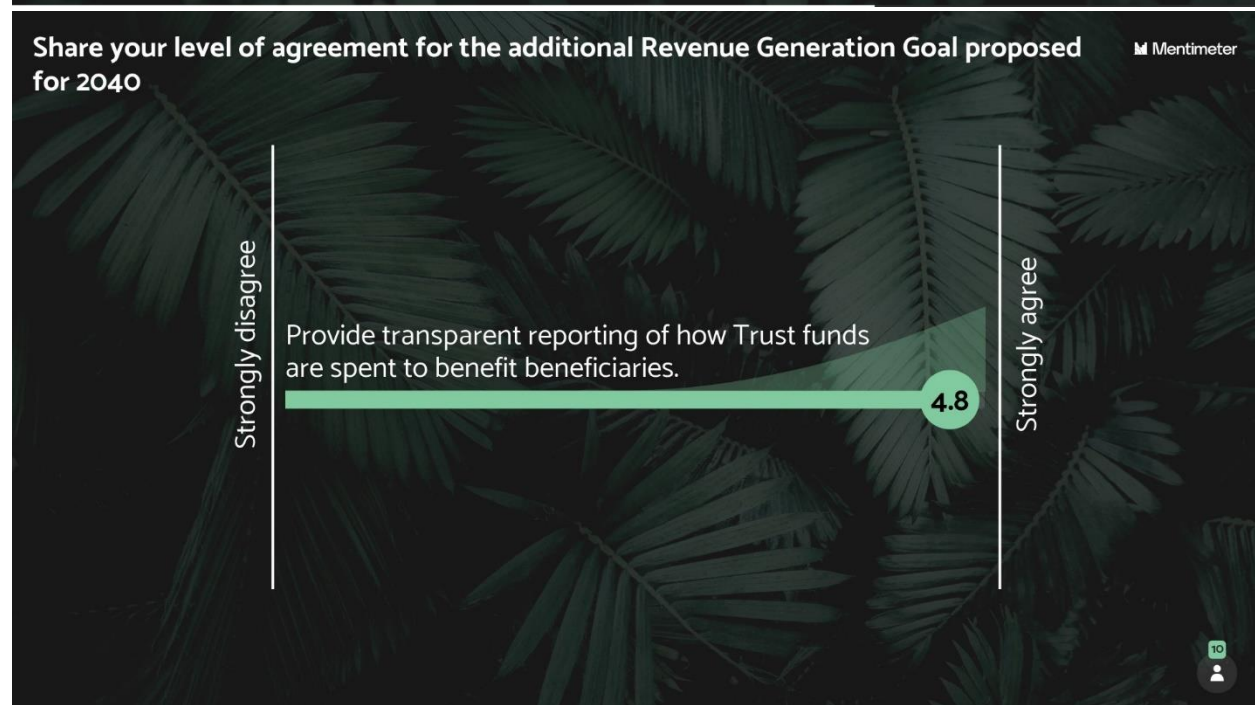 Share your level of agreement for the additional Revenue Generation Goal proposed
for 2040
Mentimeter
Strongly disagree
Provide transparent reporting of how Trust funds
are spent to benefit beneficiaries.
4.8
Strongly agree
10